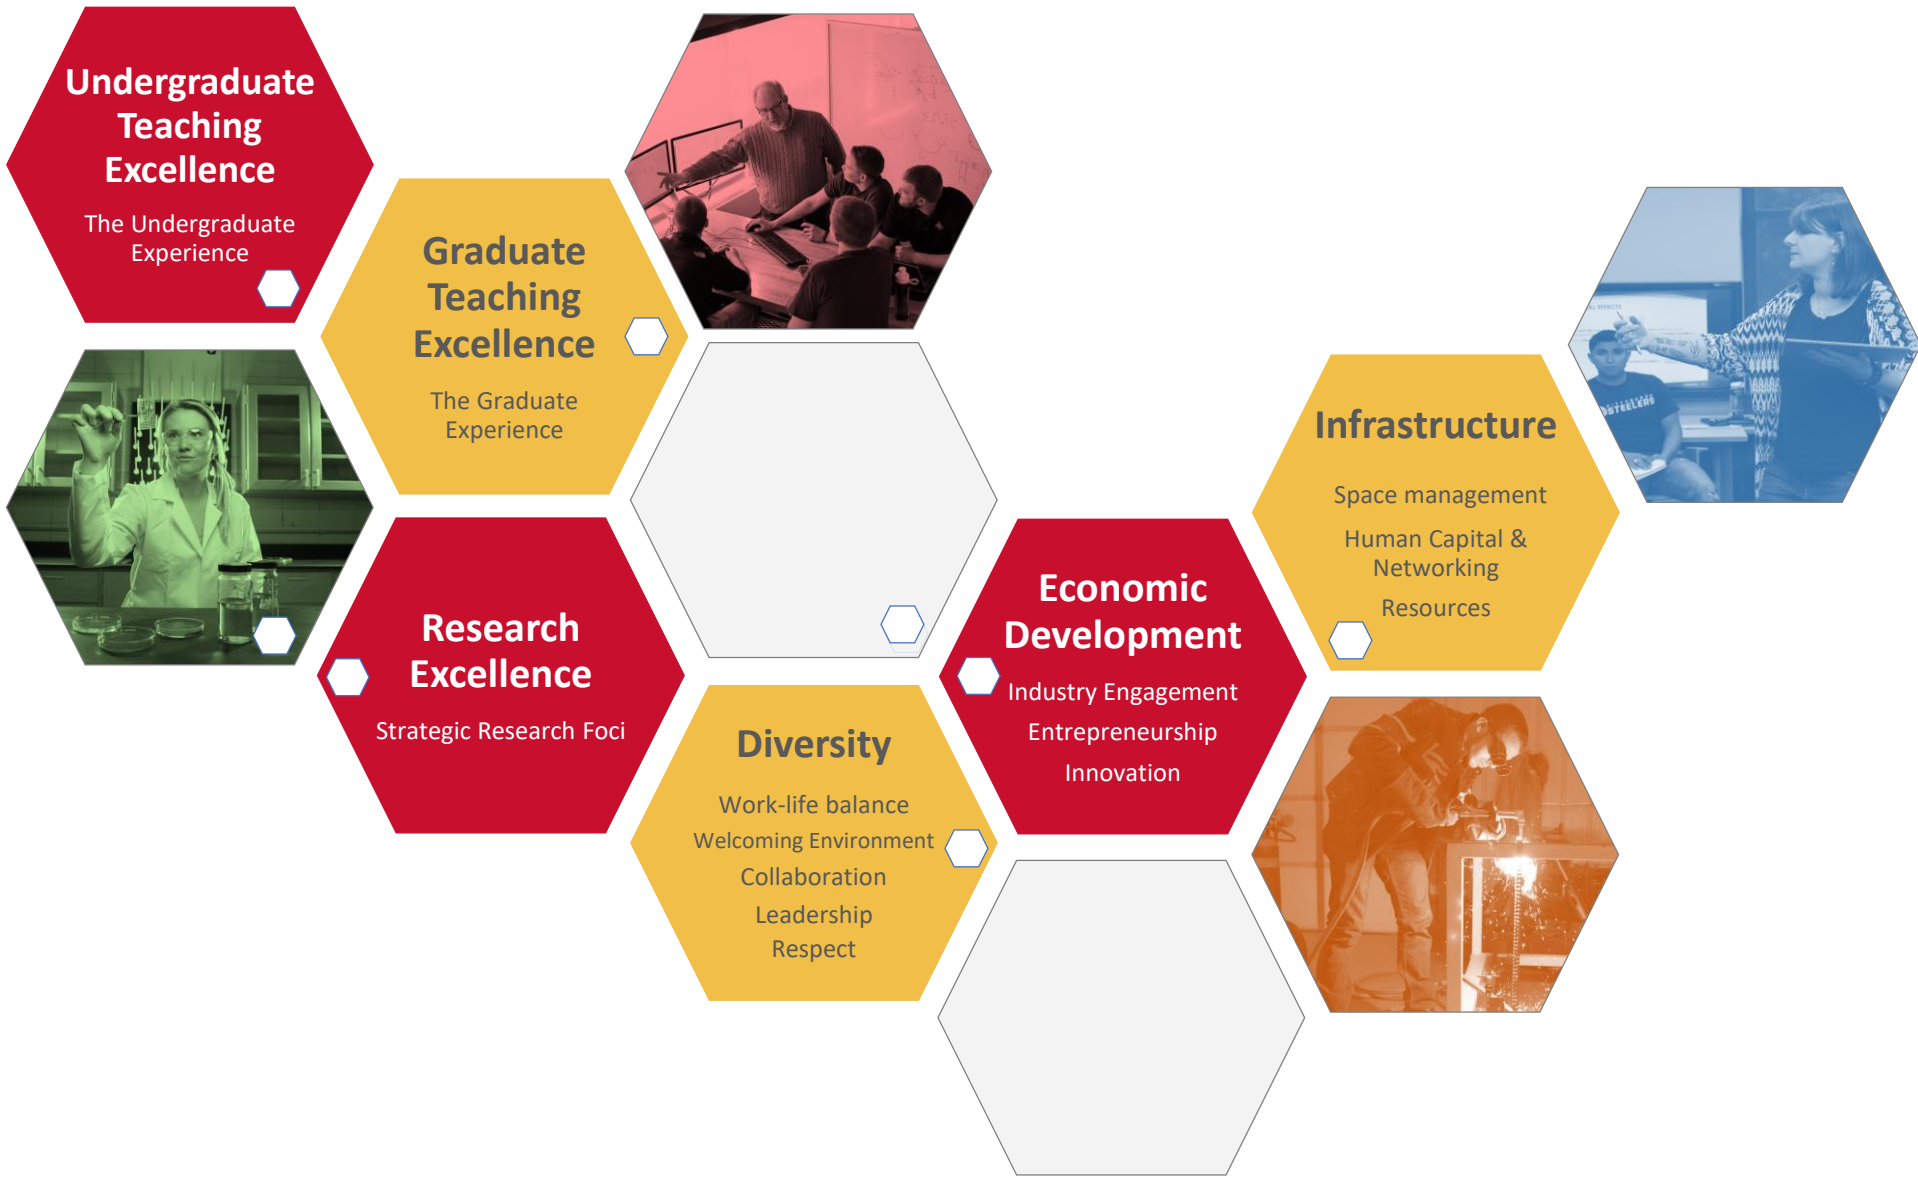 Undergraduate
Teaching
Excellence
The Undergraduate
Experience
Graduate
Teaching
Excellence
The Graduate
Experience
Research
Excellence
Strategic Research Foci
Diversity
Work-life balance
Welcoming Environment
Collaboration
Leadership
Respect
Economic
Development
Industry Engagement
Entrepreneurship
Innovation
Infrastructure
Space management
Human Capital &
Networking
Resources
STEELERS